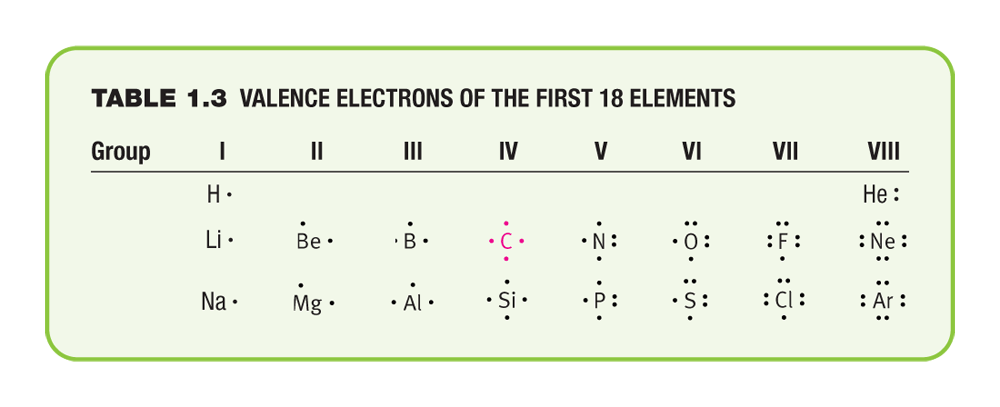 TABLE 1.3 VALENCE ELECTRONS OF THE FIRST 18 ELEMENTS
Group I II III IV V VI VII VIII
H He
Li Be B C N O F Ne
Na Mg Al Si P S Cl Ar